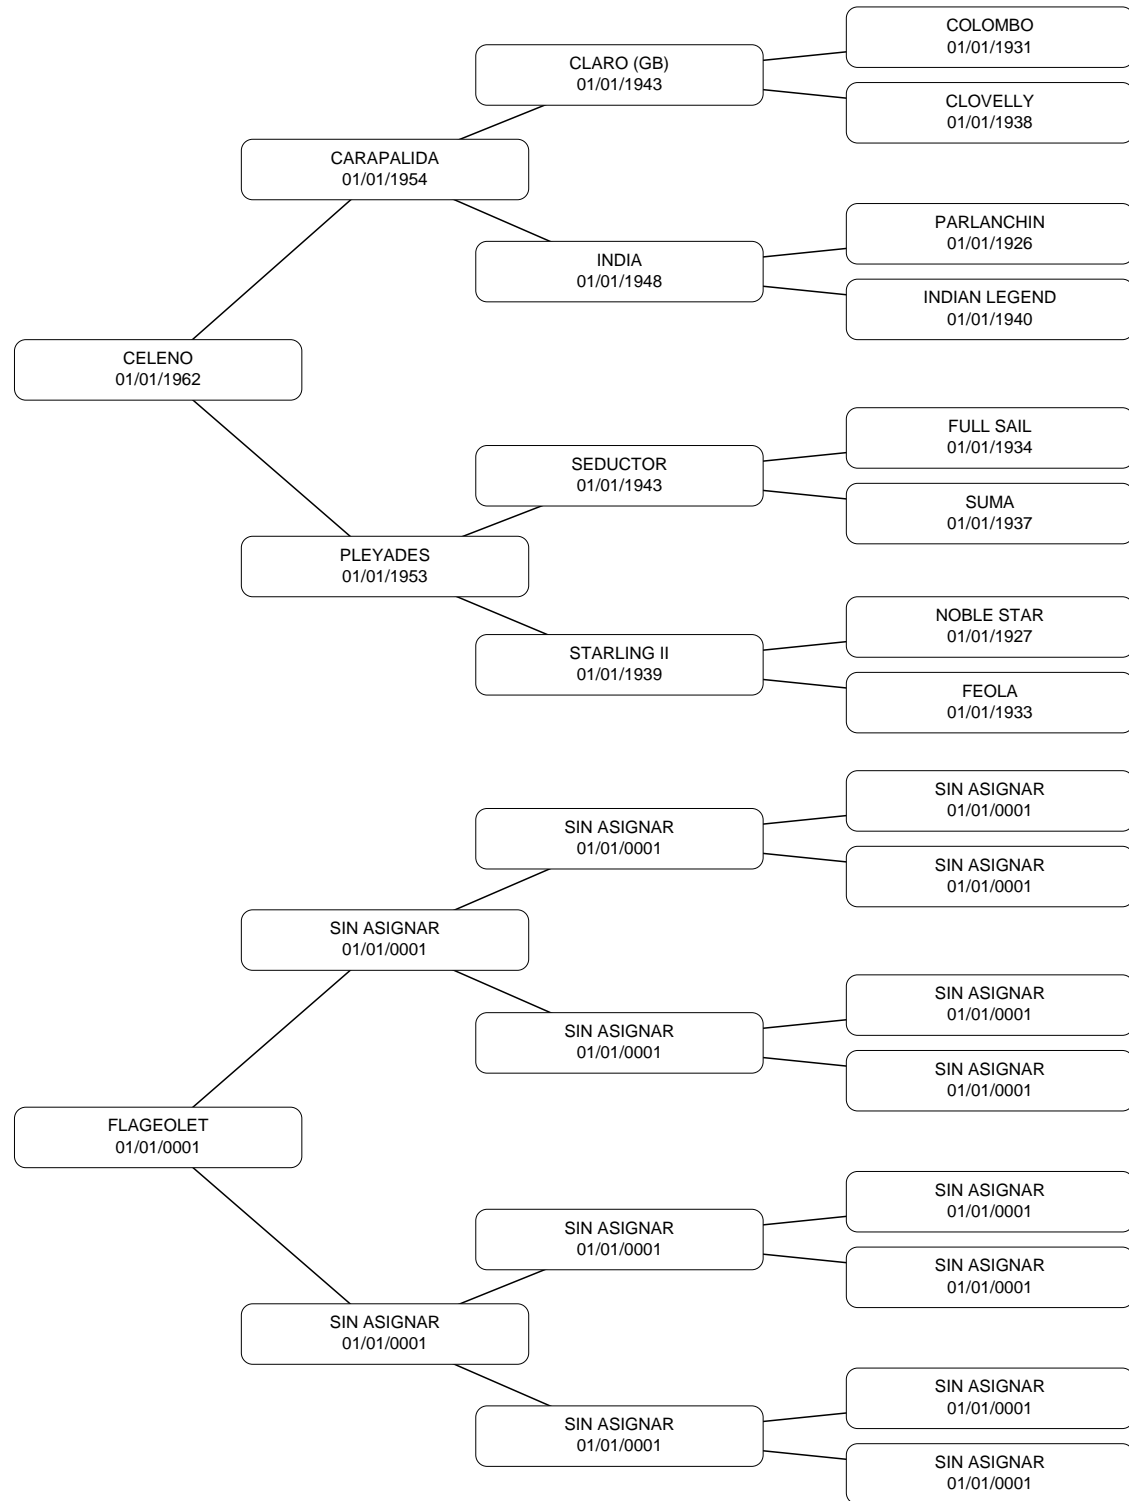 COLOMBO
01/01/1931
CLARO (GB)
01/01/1943
CLOVELLY
01/01/1938
CARAPALIDA
01/01/1954
PARLANCHIN
01/01/1926
INDIA
01/01/1948
INDIAN LEGEND
01/01/1940
CELENO
01/01/1962
FULL SAIL
01/01/1934
SEDUCTOR
01/01/1943
SUMA
01/01/1937
PLEYADES
01/01/1953
NOBLE STAR
01/01/1927
STARLING II
01/01/1939
FEOLA
01/01/1933
SIN ASIGNAR
01/01/0001
SIN ASIGNAR
01/01/0001
SIN ASIGNAR
01/01/0001
SIN ASIGNAR
01/01/0001
SIN ASIGNAR
01/01/0001
SIN ASIGNAR
01/01/0001
SIN ASIGNAR
01/01/0001
FLAGEOLET
01/01/0001
SIN ASIGNAR
01/01/0001
SIN ASIGNAR
01/01/0001
SIN ASIGNAR
01/01/0001
SIN ASIGNAR
01/01/0001
SIN ASIGNAR
01/01/0001
SIN ASIGNAR
01/01/0001
SIN ASIGNAR
01/01/0001